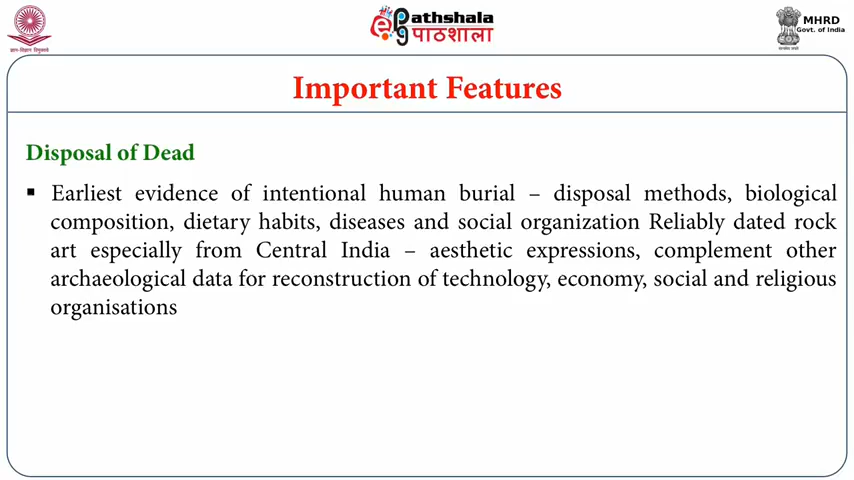 ePathshala
पाठशाला
MHRD
Govt. of India
Important Features
Disposal of Dead
▪ Earliest evidence of intentional human burial – disposal methods, biological
composition, dietary habits, diseases and social organization Reliably dated rock
art especially from Central India – aesthetic expressions, complement other
archaeological data for reconstruction of technology, economy, social and religious
organisations